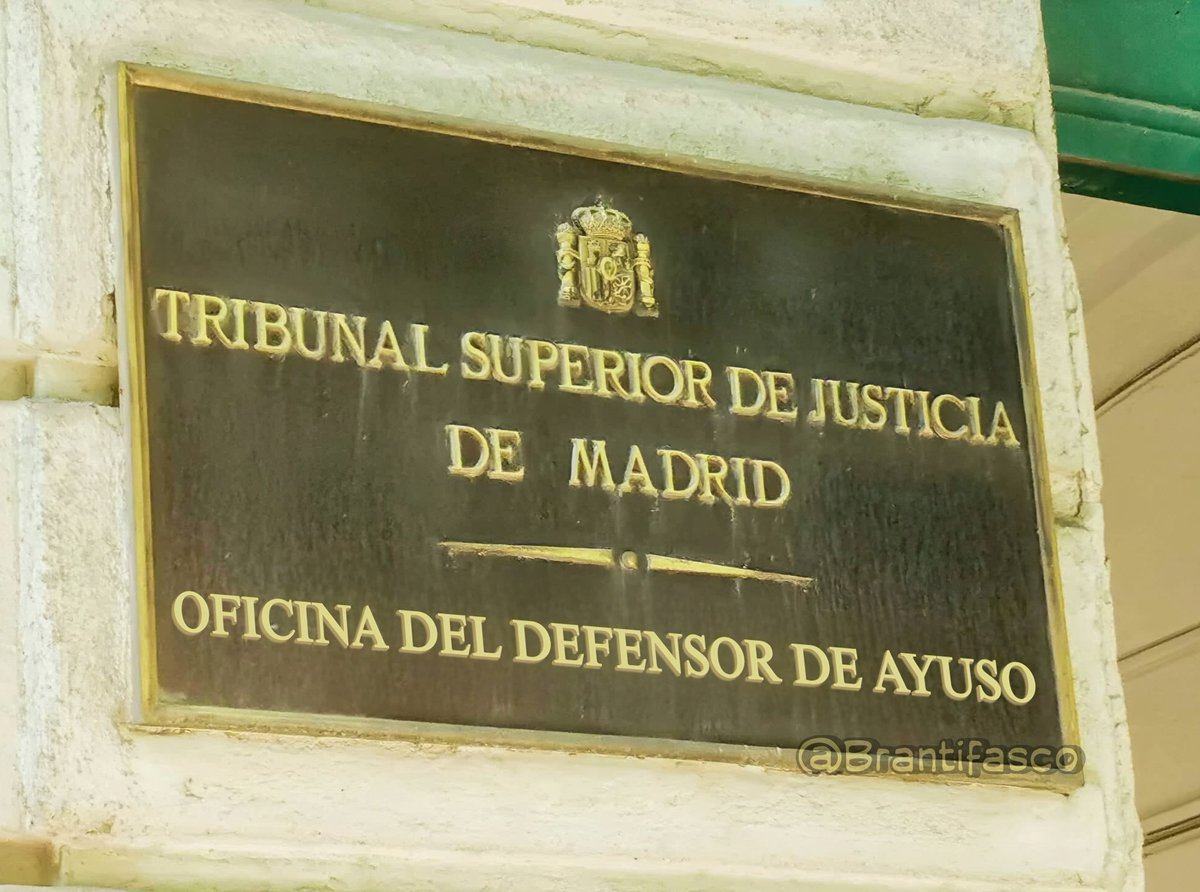 TRIBUNAL SUPERIOR DE JUSTICIA
DE MADRID
OFICINA DEL DEFENSOR DE AYUSO
@Brantifasco